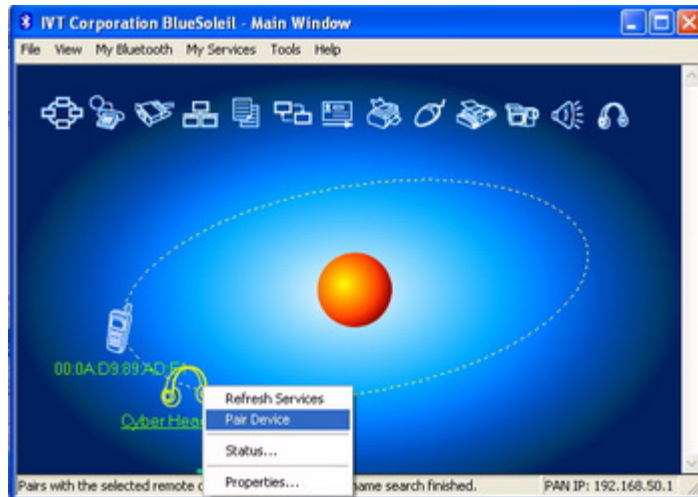 IVT Corporation BlueSoleil - Main Window
File View My Bluetooth My Services Tools Help
00:0A:D9:89:AD:
Cyber Hea
Refresh Services
Pair Device
Status...
Properties...
Pairs with the selected remote ame search finished. PAN IP: 192.168.50.1